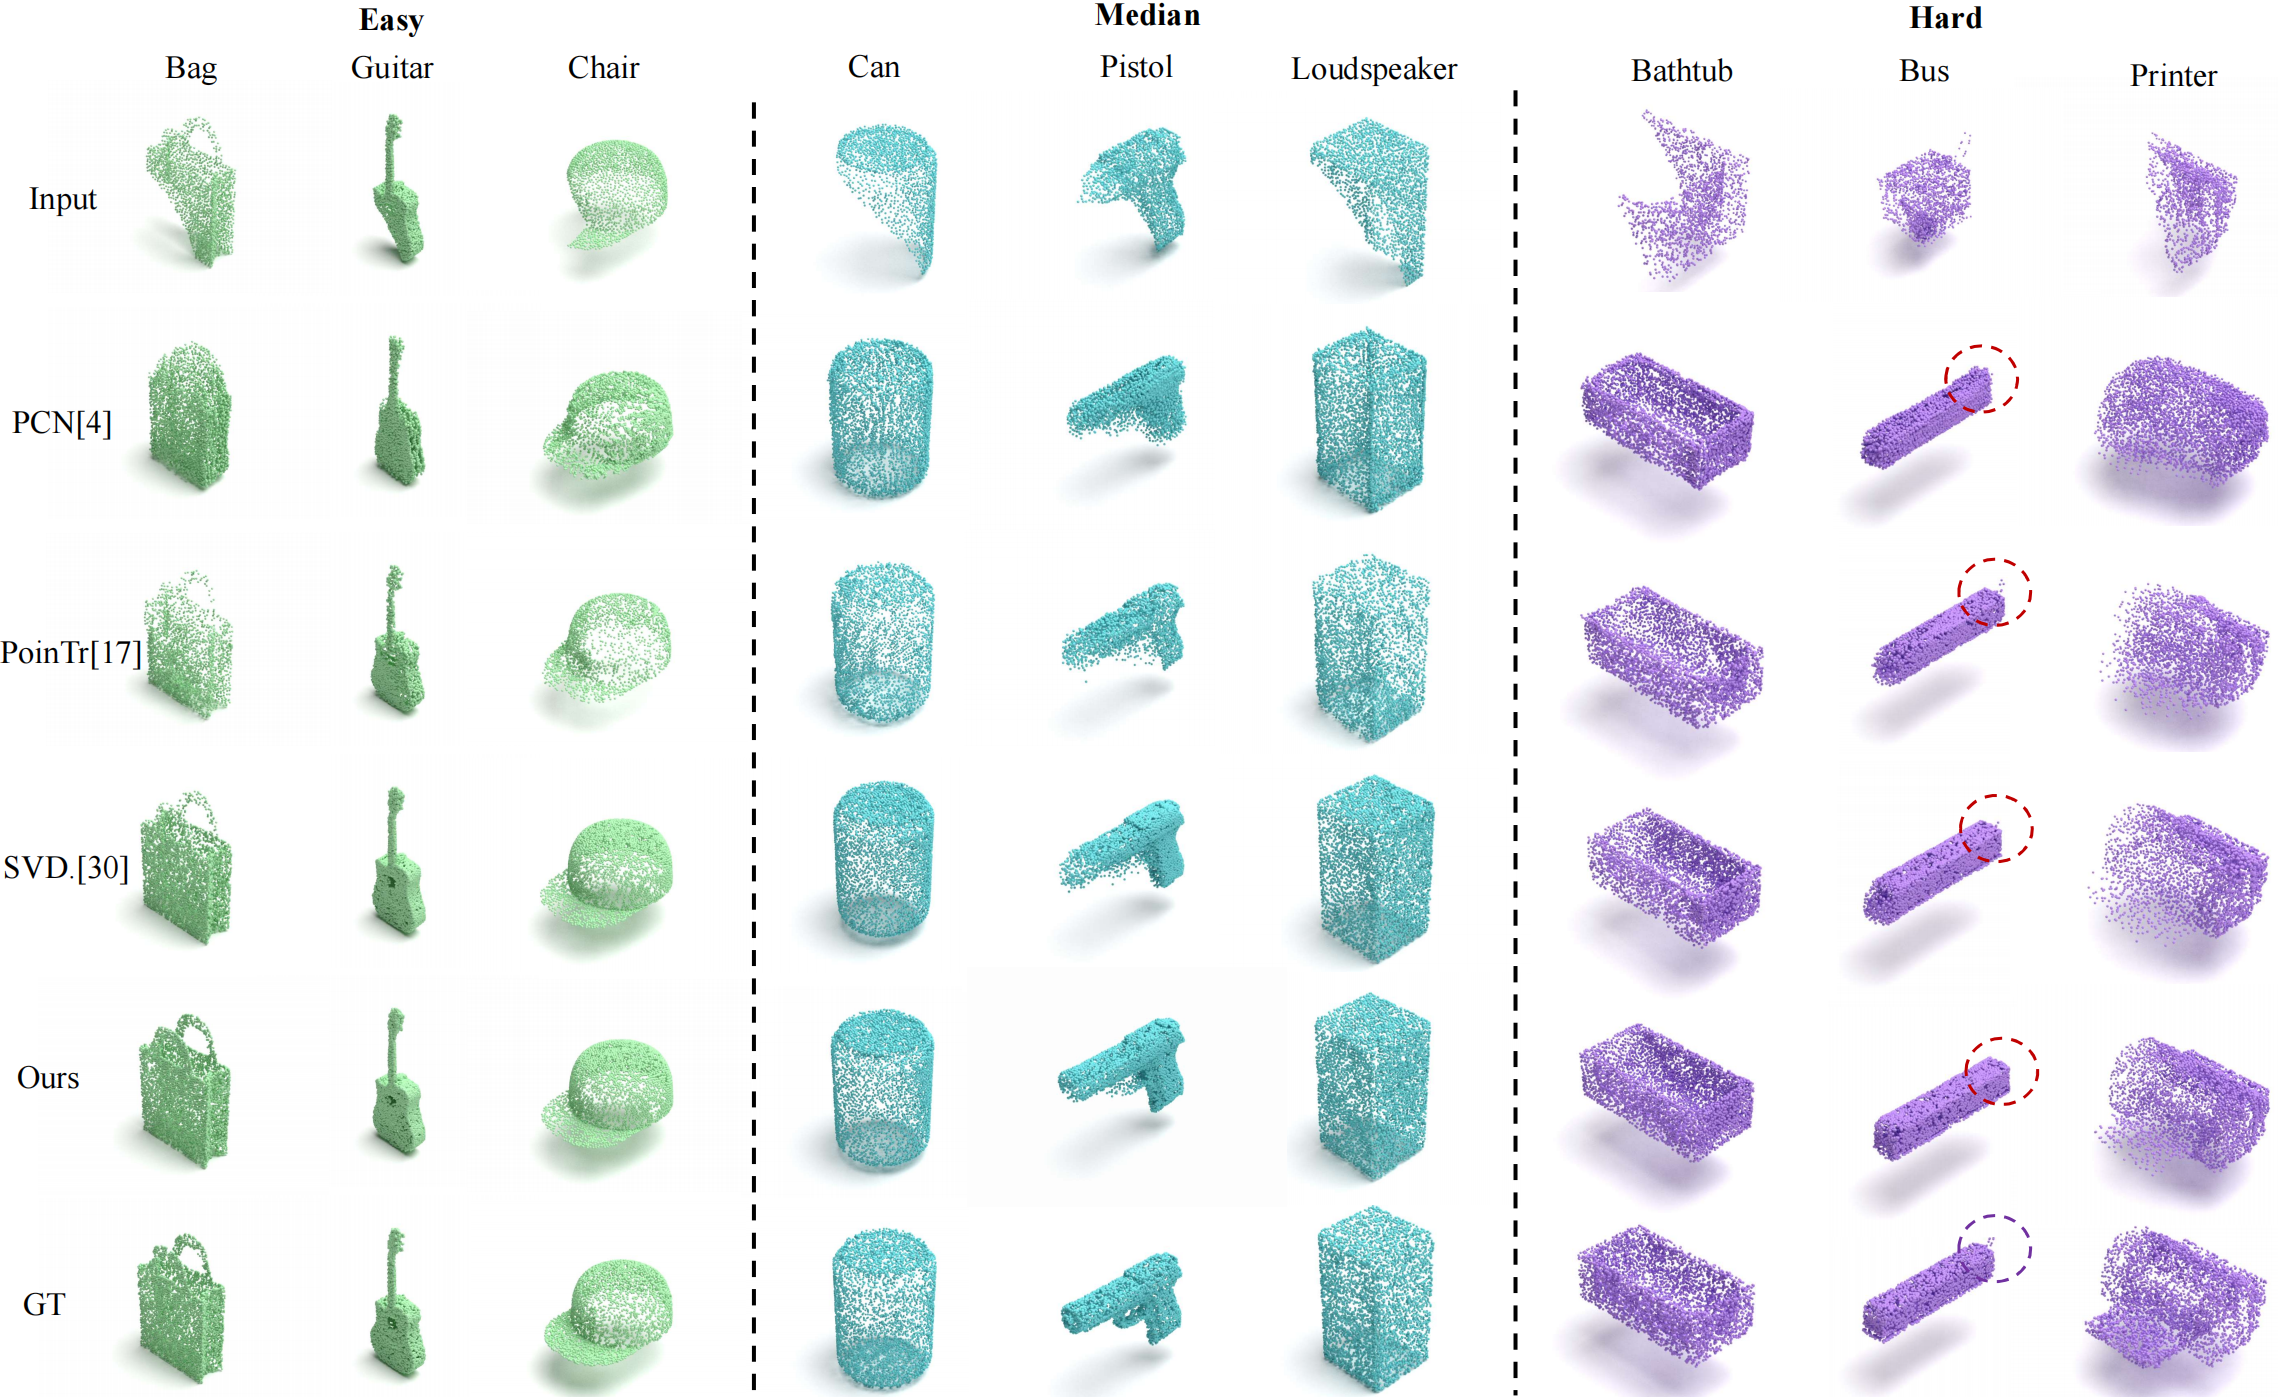 Easy Median Hard
Bag Guitar Chair Can Pistol Loudspeaker Bathtub Bus Printer
Input
PCN[4]
PoinTr[17]
SVD.[30]
Ours
GT